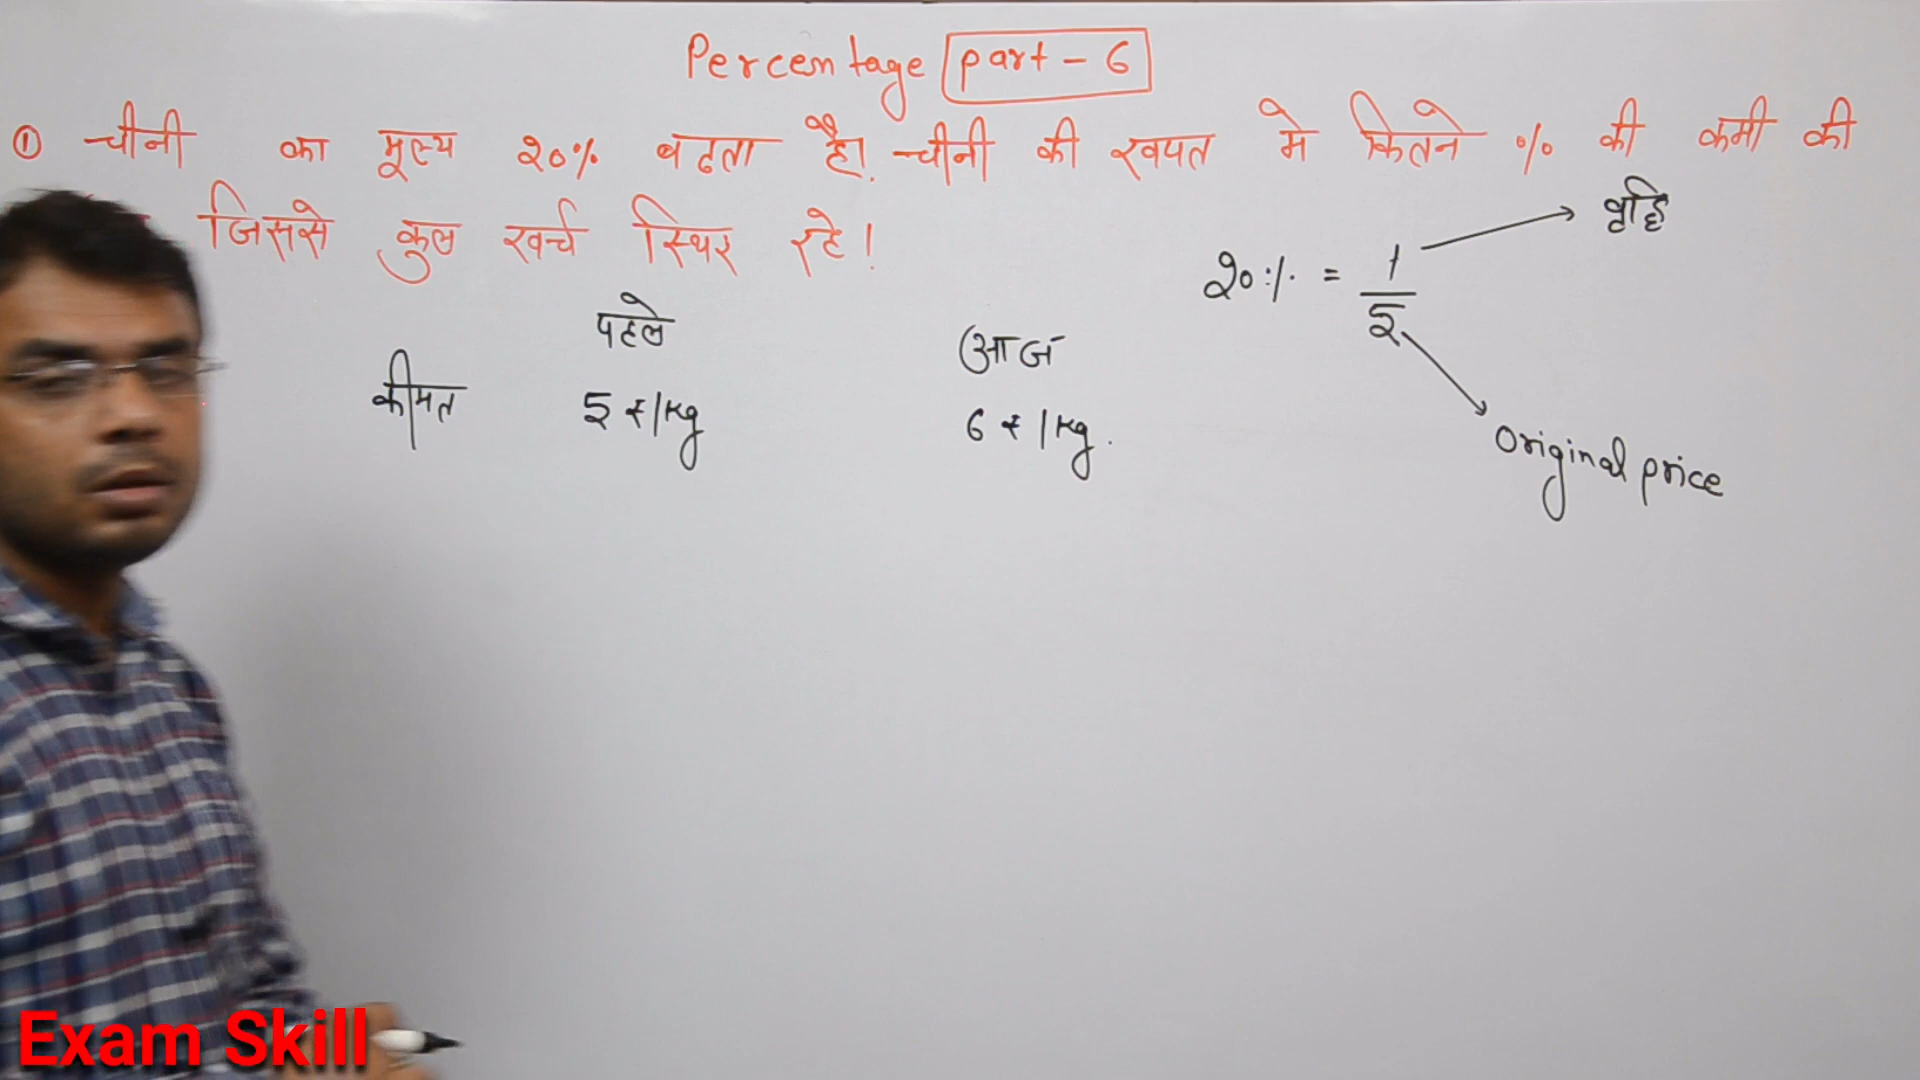 Percentage part - 6
① चीनी का मूल्य 20% बढता है। चीनी की खपत मे कितने % की कमी की
जिससे कुल खर्च स्थिर रहे!
20% = 1/5
वृद्धि
Original price
पहले आज
कीमत 5 ₹/kg 6 ₹/kg.
Exam Skill